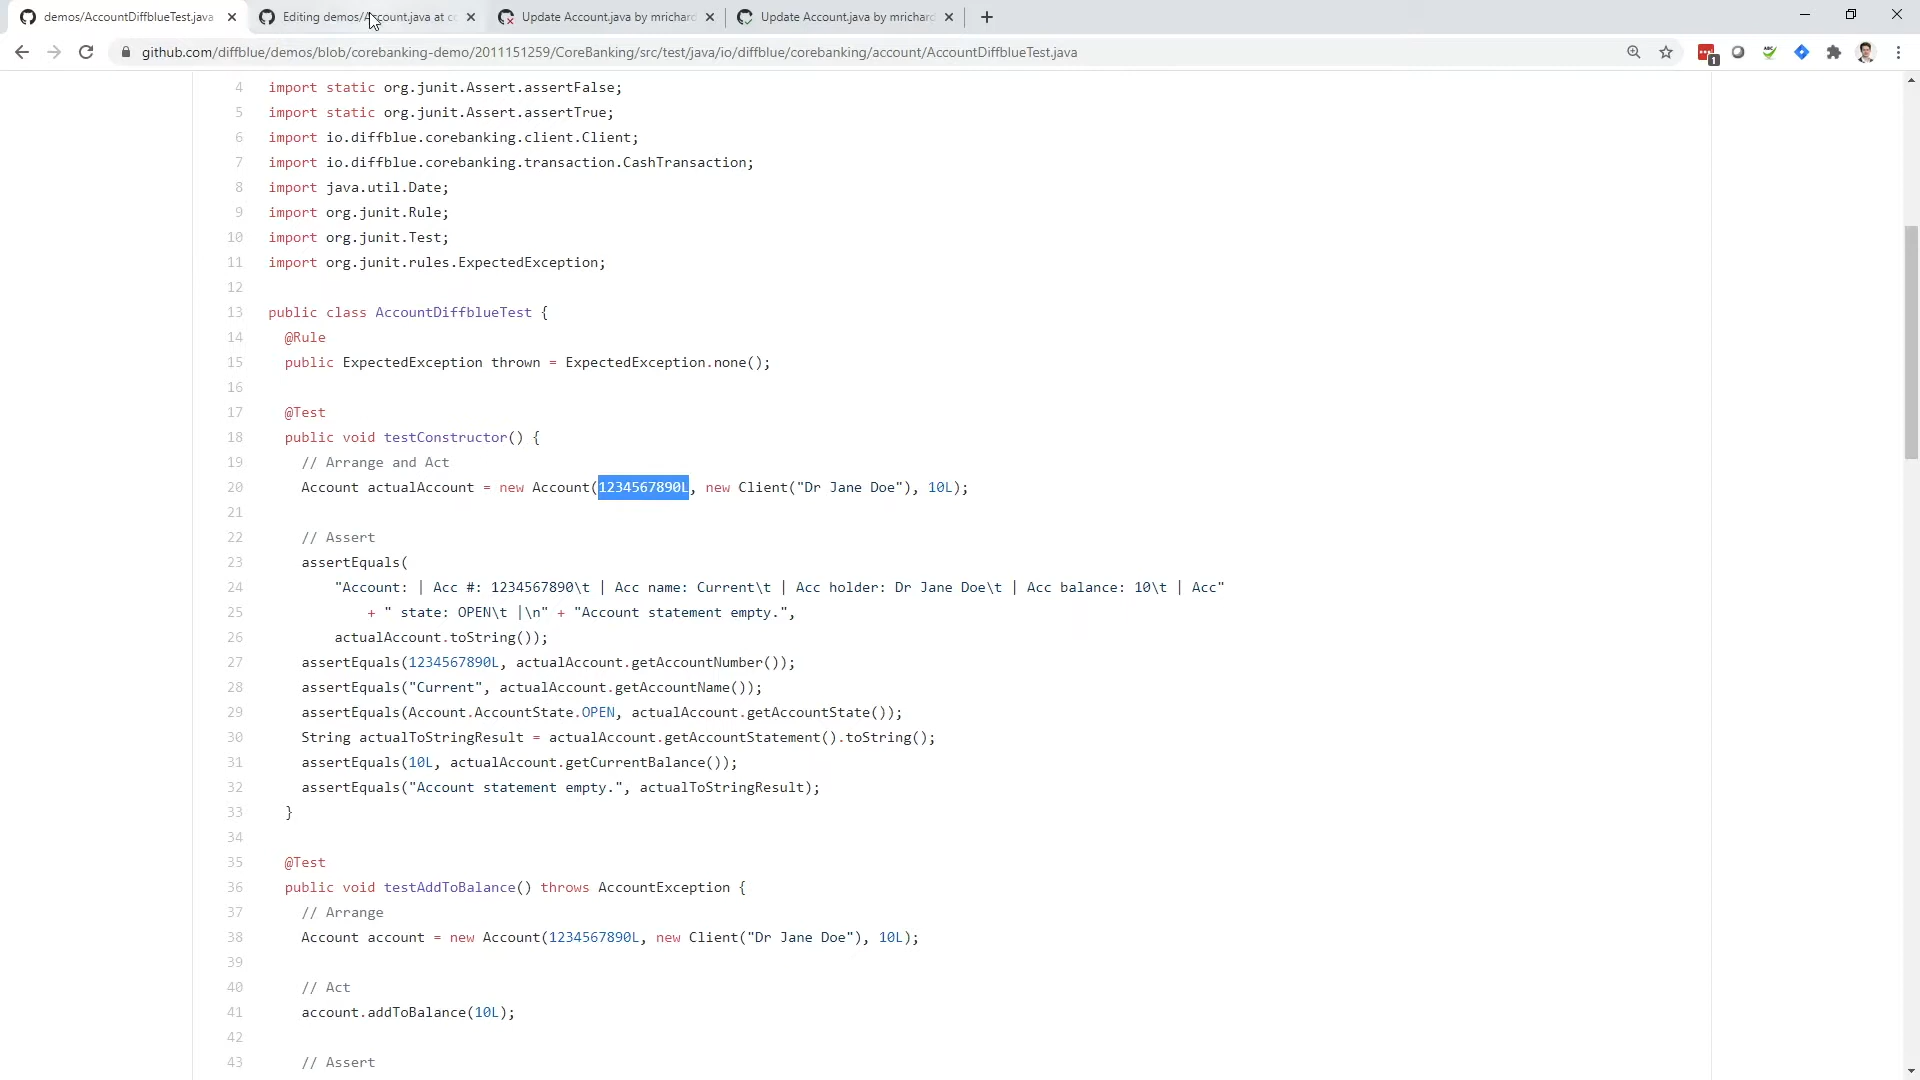 demos/AccountDiffblueTest.java
Editing demos/Account.java at co
Update Account.java by mrichard
Update Account.java by mrichard
github.com/diffblue/demos/blob/corebanking-demo/2011151259/CoreBanking/src/test/java/io/diffblue/corebanking/account/AccountDiffblueTest.java
1
4 import static org.junit.Assert.assertFalse;
5 import static org.junit.Assert.assertTrue;
6 import io.diffblue.corebanking.client.Client;
7 import io.diffblue.corebanking.transaction.CashTransaction;
8 import java.util.Date;
9 import org.junit.Rule;
10 import org.junit.Test;
11 import org.junit.rules.ExpectedException;
12
13 public class AccountDiffblueTest {
14 @Rule
15 public ExpectedException thrown = ExpectedException.none();
16
17 @Test
18 public void testConstructor() {
19 // Arrange and Act
20 Account actualAccount = new Account(1234567890L, new Client("Dr Jane Doe"), 10L);
21
22 // Assert
23 assertEquals(
24 "Account: | Acc #: 1234567890\t | Acc name: Current\t | Acc holder: Dr Jane Doe\t | Acc balance: 10\t | Acc"
25 + " state: OPEN\t |\n" + "Account statement empty.",
26 actualAccount.toString());
27 assertEquals(1234567890L, actualAccount.getAccountNumber());
28 assertEquals("Current", actualAccount.getAccountName());
29 assertEquals(Account.AccountState.OPEN, actualAccount.getAccountState());
30 String actualToStringResult = actualAccount.getAccountStatement().toString();
31 assertEquals(10L, actualAccount.getCurrentBalance());
32 assertEquals("Account statement empty.", actualToStringResult);
33 }
34
35 @Test
36 public void testAddToBalance() throws AccountException {
37 // Arrange
38 Account account = new Account(1234567890L, new Client("Dr Jane Doe"), 10L);
39
40 // Act
41 account.addToBalance(10L);
42
43 // Assert